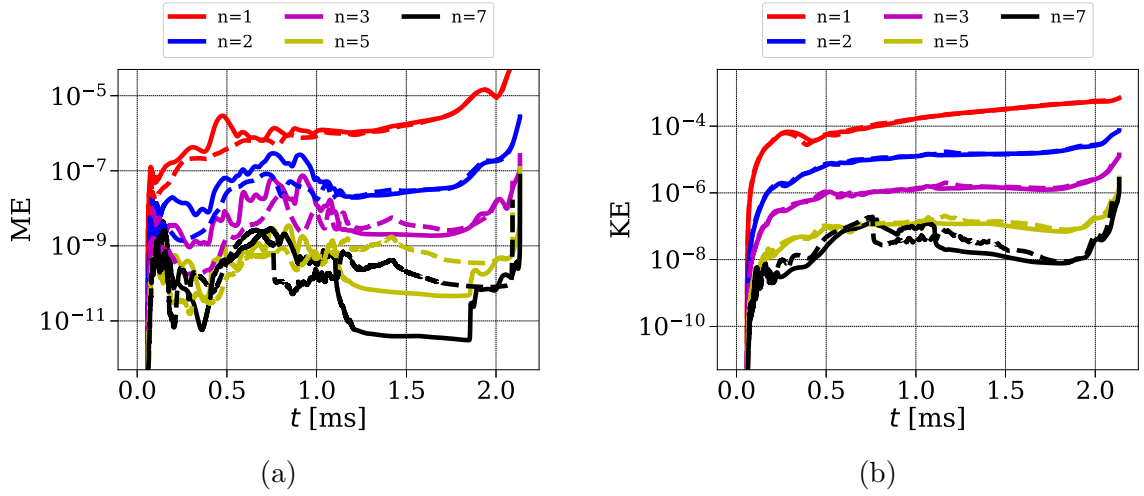 n=1 n=3 n=7
n=2 n=5
ME
10⁻⁵
10⁻⁷
10⁻⁹
10⁻¹¹
0.0 0.5 1.0 1.5 2.0
t [ms]
(a)
n=1 n=3 n=7
n=2 n=5
KE
10⁻⁴
10⁻⁶
10⁻⁸
10⁻¹⁰
0.0 0.5 1.0 1.5 2.0
t [ms]
(b)